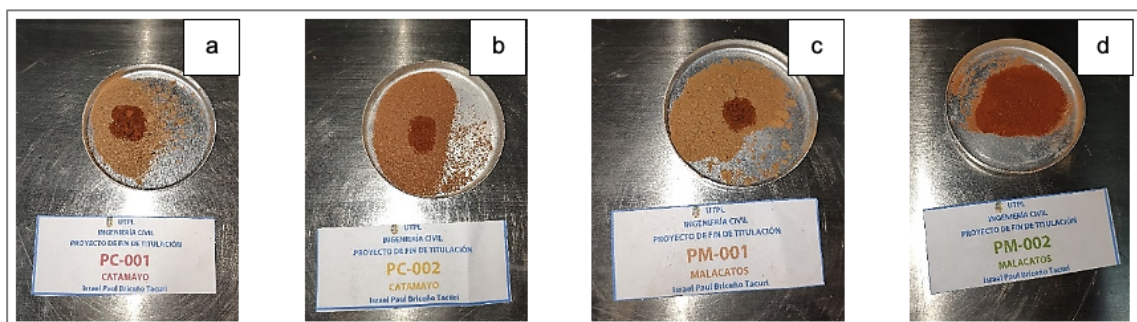 a
UTPL
INGENIERÍA CIVIL
PROYECTO DE FIN DE TITULACIÓN
PC-001
CATAMAYO
Israel Paul Briceño Tacuri
b
UTPL
INGENIERÍA CIVIL
PROYECTO DE FIN DE TITULACIÓN
PC-002
CATAMAYO
Israel Paul Briceño Tacuri
c
UTPL
INGENIERÍA CIVIL
PROYECTO DE FIN DE TITULACIÓN
PM-001
MALACATOS
Israel Paul Briceño Tacuri
d
UTPL
INGENIERÍA CIVIL
PROYECTO DE FIN DE TITULACIÓN
PM-002
MALACATOS
Israel Paul Briceño Tacuri